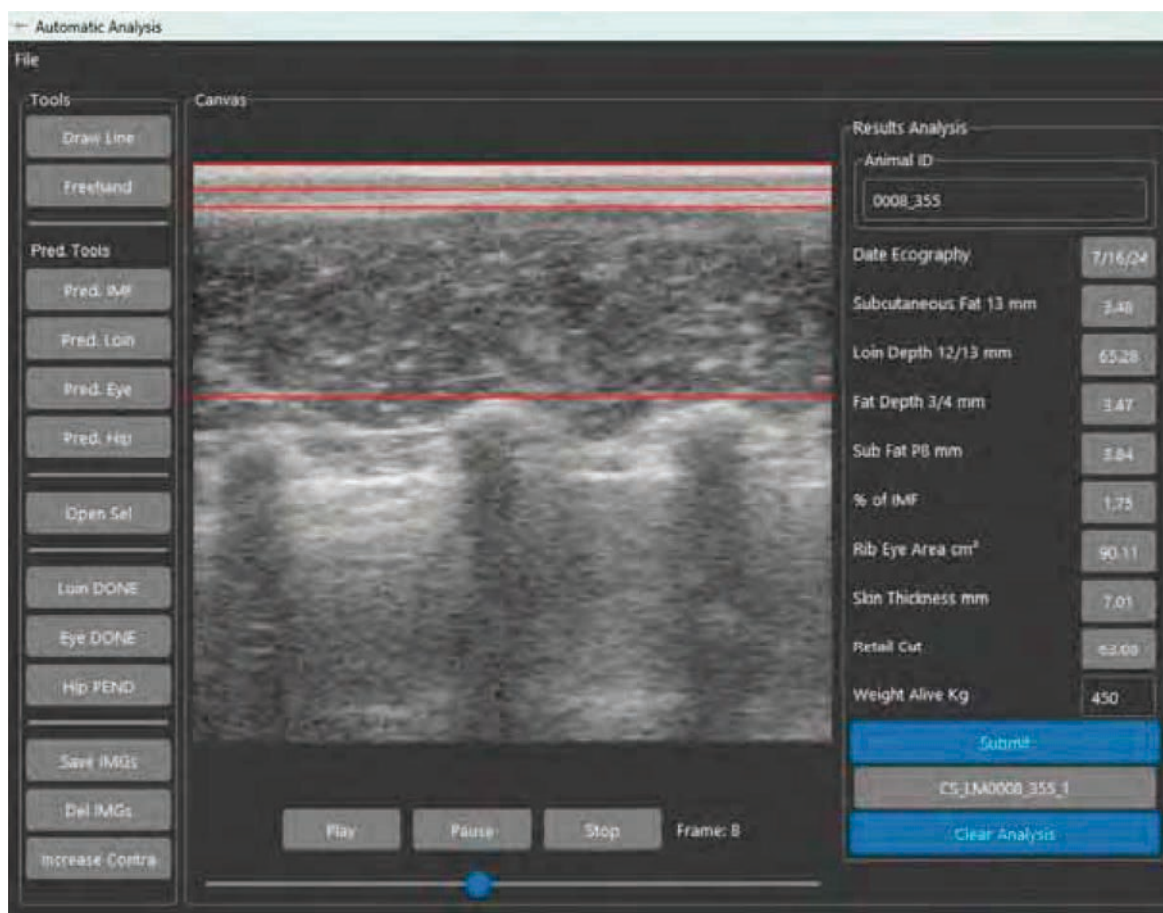 ← Automatic Analysis
File
Tools
Draw Line
Freehand
Pred. Tools
Pred. IMF
Pred. Loin
Pred. Eye
Pred. Hip
Open Sel
Loin DONE
Eye DONE
Hip PEND
Save IMGs
Del IMGs
Increase Contra
Canvas
Play Pause Stop Frame: 8
Results Analysis
Animal ID
0008_355
Date Ecography 7/16/24
Subcutaneous Fat 13 mm 3.48
Loin Depth 12/13 mm 65.28
Fat Depth 3/4 mm 3.47
Sub Fat P8 mm 3.84
% of IMF 1.75
Rib Eye Area cm² 90.11
Skin Thickness mm 7.01
Retail Cut
Weight Alive Kg 450
Submit
CS_LM0008_355_1
Clear Analysis